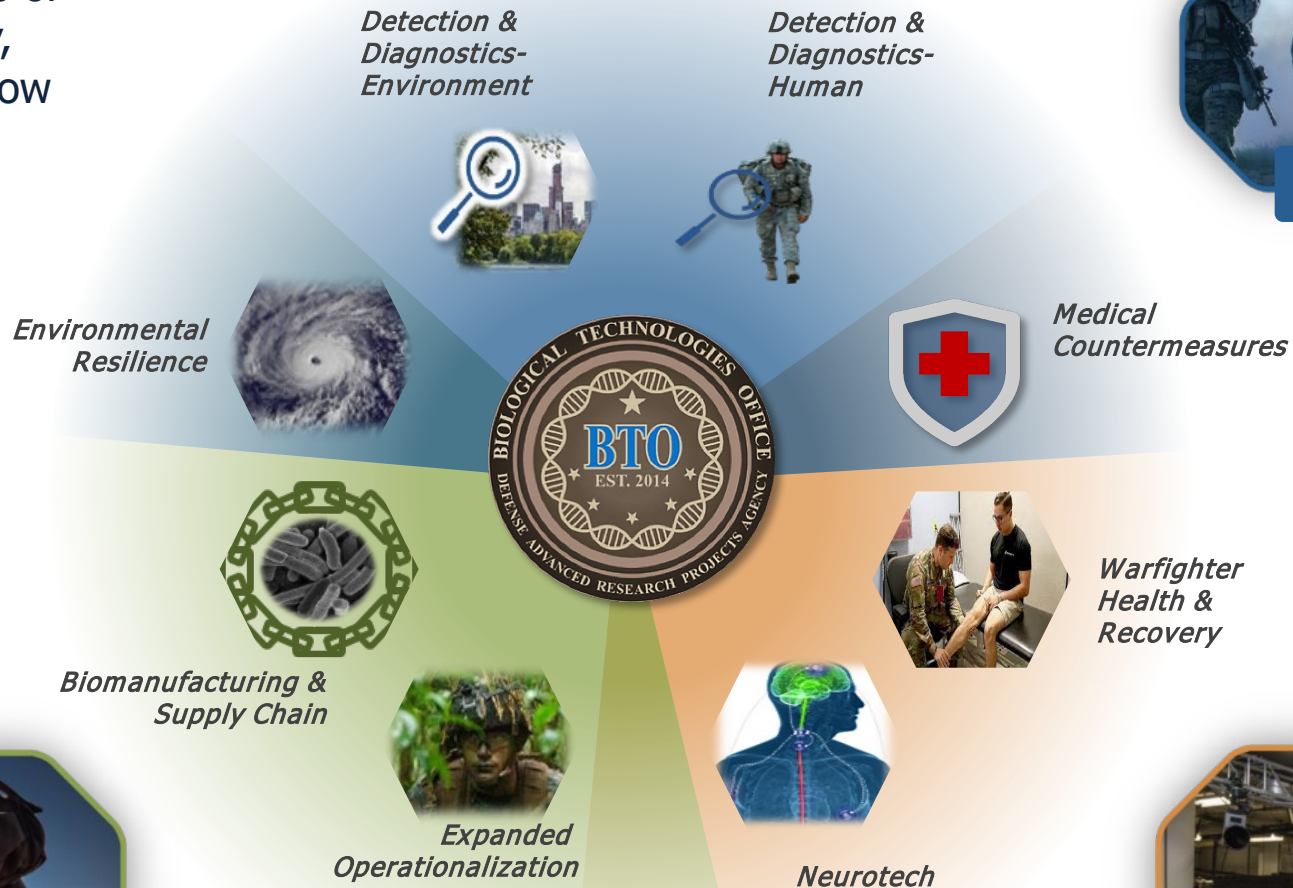 ow
Detection &
Diagnostics-
Environment
Detection &
Diagnostics-
Human
Environmental
Resilience
Medical
Countermeasures
BIOLOGICAL TECHNOLOGIES OFFICE
BTO
EST. 2014
DEFENSE ADVANCED RESEARCH PROJECTS AGENCY
Warfighter
Health &
Recovery
Biomanufacturing &
Supply Chain
Expanded
Operationalization
Neurotech